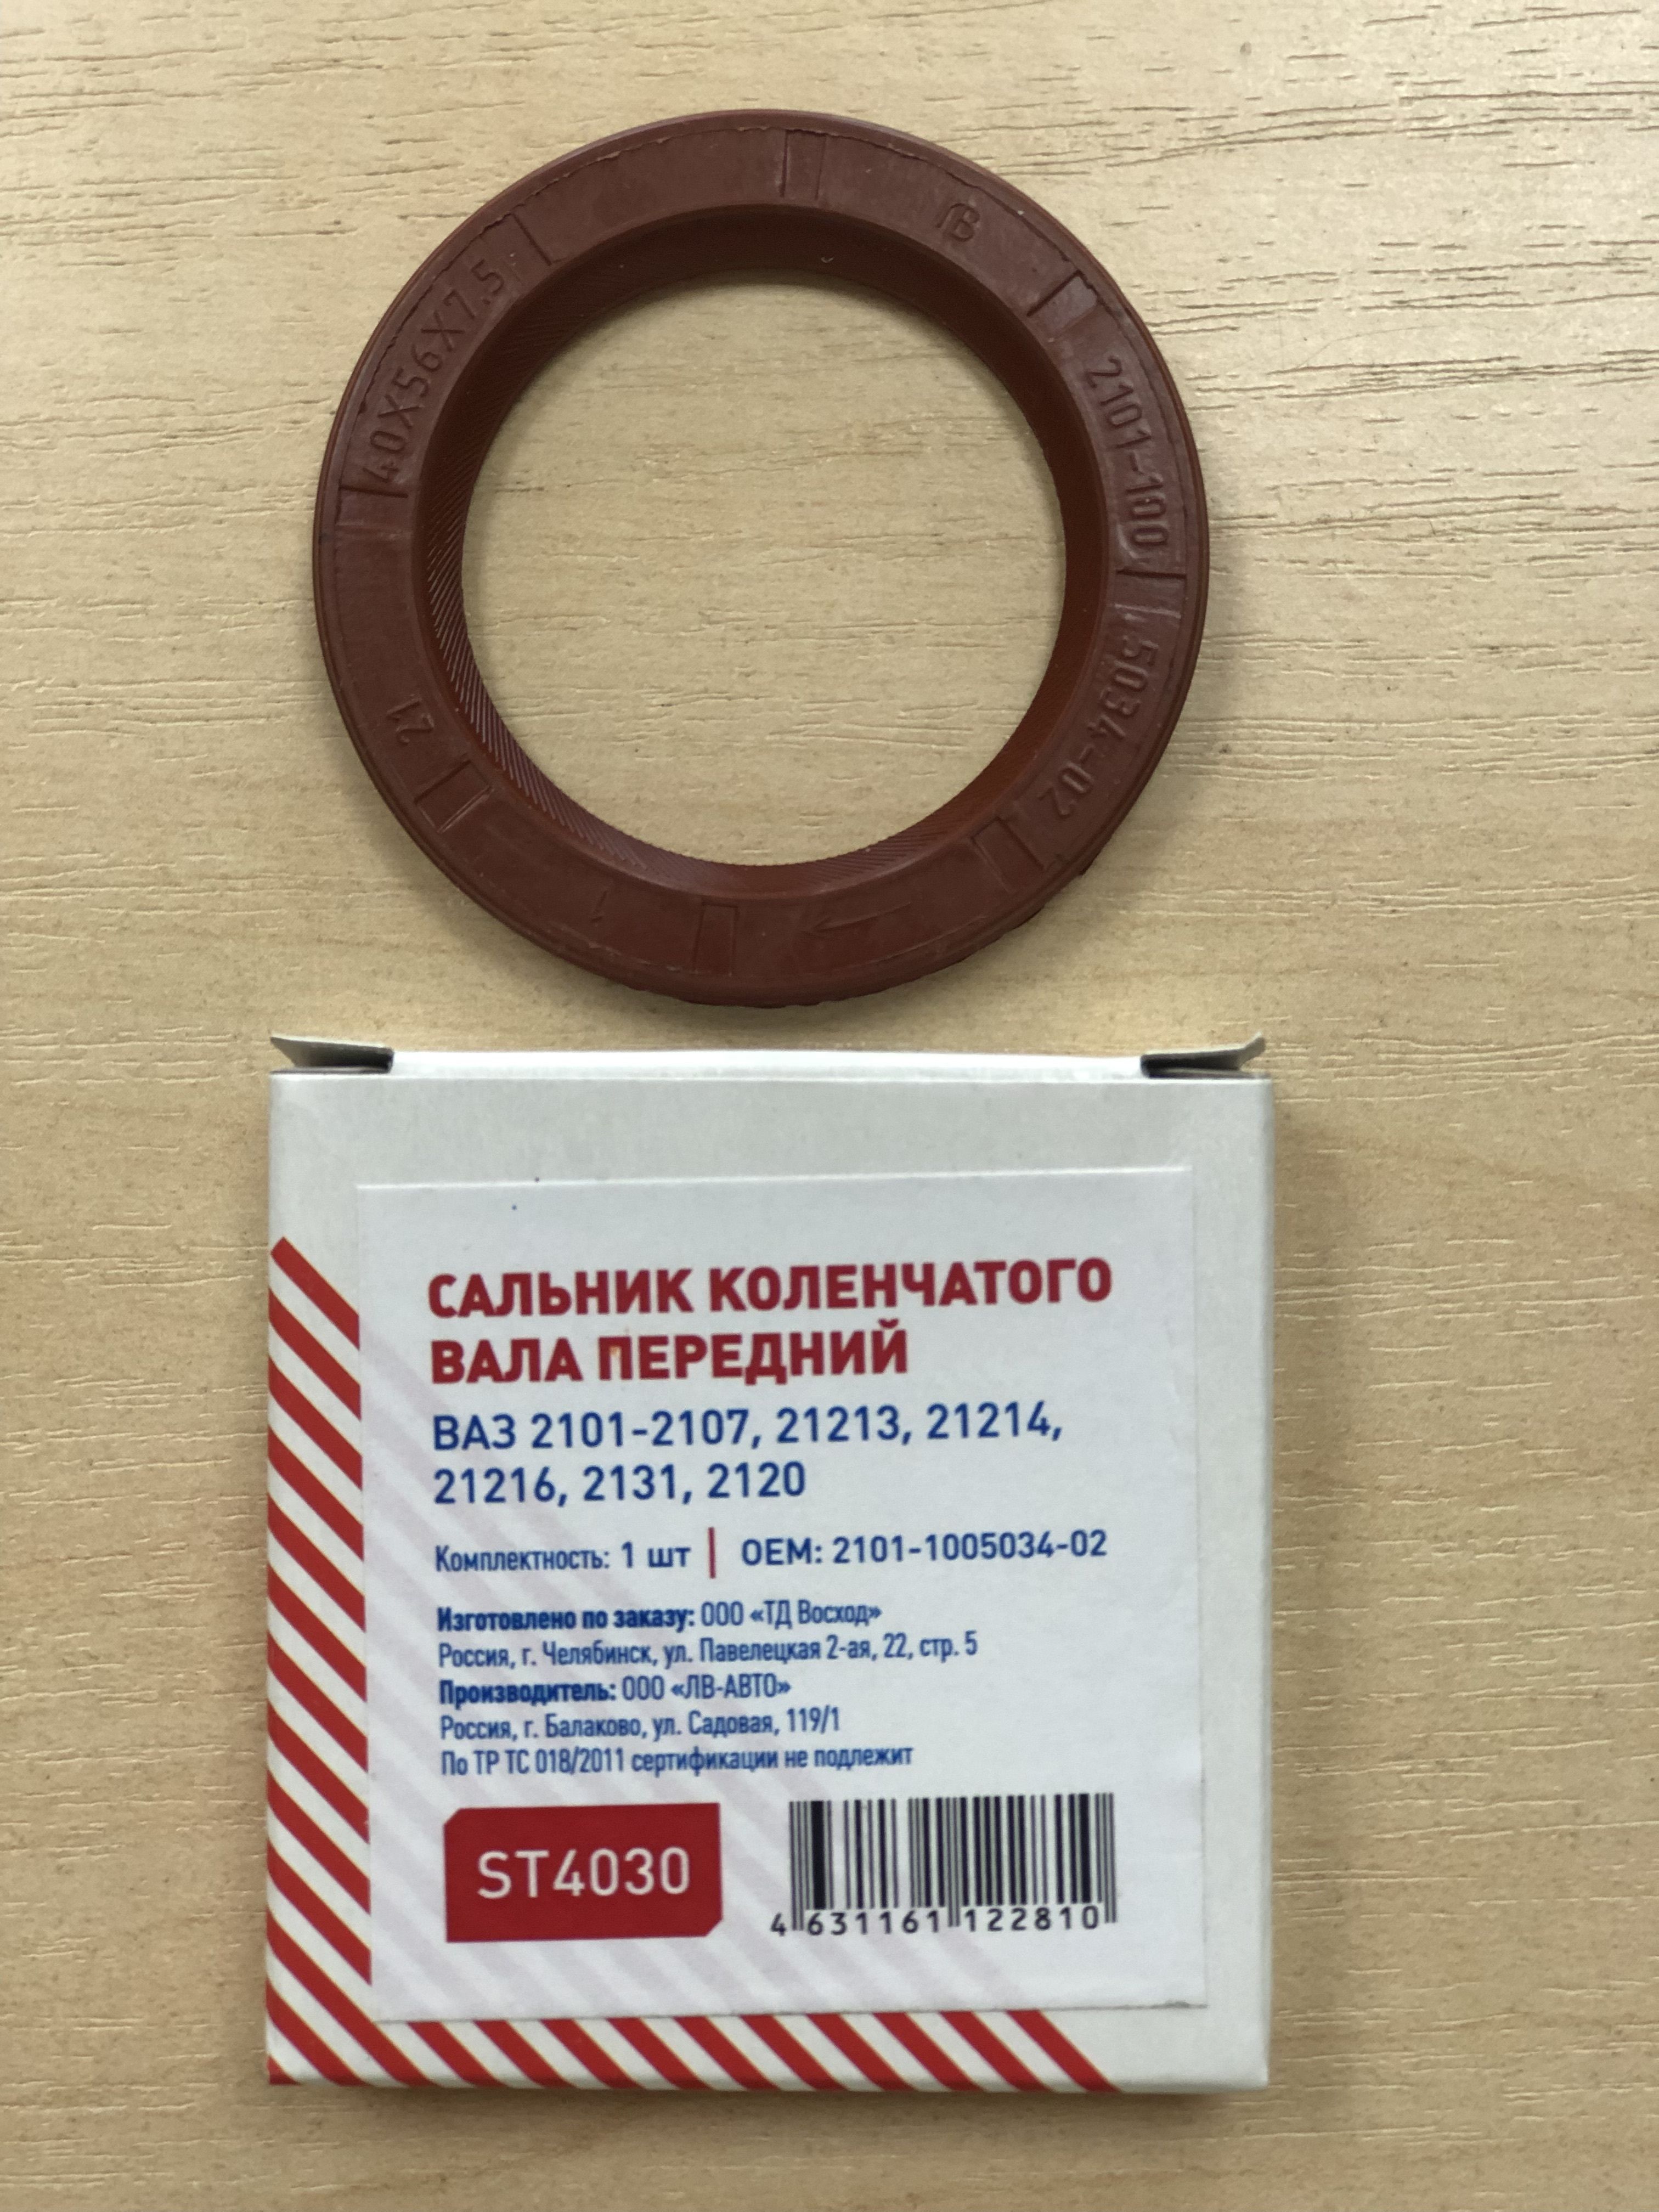 40X56X7.5
2101-100
5034-02
21
1
САЛЬНИК КОЛЕНЧАТОГО
ВАЛА ПЕРЕДНИЙ
ВАЗ 2101-2107, 21213, 21214,
21216, 2131, 2120
Комплектность: 1 шт | OEM: 2101-1005034-02
Изготовлено по заказу: ООО «ТД Восход»
Россия, г. Челябинск, ул. Павелецкая 2-ая, 22, стр. 5
Производитель: ООО «ЛВ-АВТО»
Россия, г. Балаково, ул. Садовая, 119/1
По ТР ТС 018/2011 сертификации не подлежит
ST4030
4 631161 122810